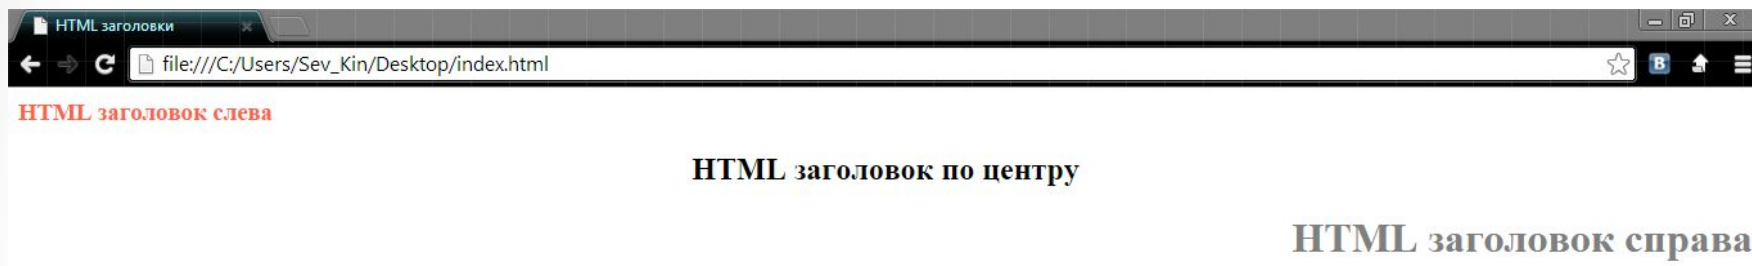 HTML заголовки
file:///C:/Users/Sev_Kin/Desktop/index.html
B
HTML заголовок слева
HTML заголовок по центру
HTML заголовок справа